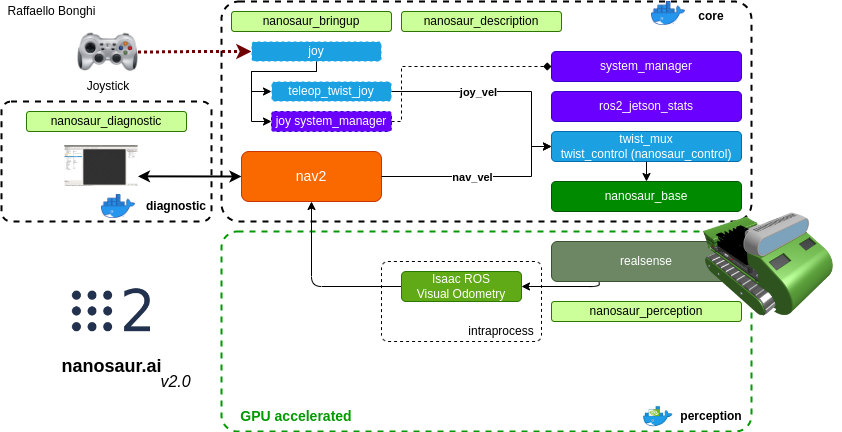 Raffaello Bonghi
Joystick
nanosaur_bringup
nanosaur_description
core
joy
teleop_twist_joy
joy system_manager
joy_vel
system_manager
ros2_jetson_stats
twist_mux
twist_control (nanosaur_control)
nanosaur_base
nanosaur_diagnostic
diagnostic
nav2
nav_vel
realsense
Isaac ROS
Visual Odometry
intraprocess
nanosaur_perception
2
nanosaur.ai
v2.0
GPU accelerated
perception